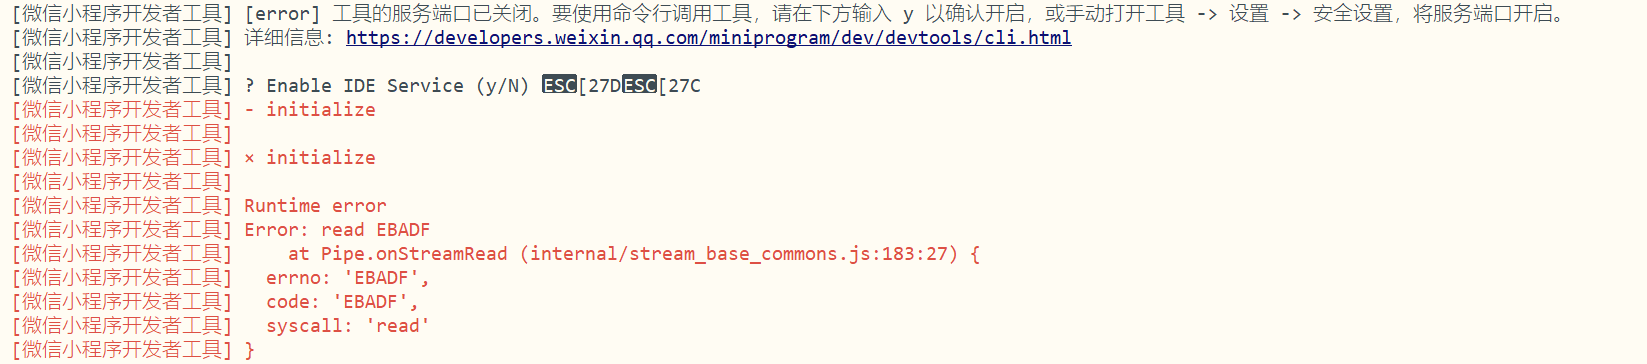 [微信小程序开发者工具] [error] 工具的服务端口已关闭。要使用命令行调用工具，请在下方输入 y 以确认开启，或手动打开工具 -> 设置 -> 安全设置，将服务端口开启。
[微信小程序开发者工具] 详细信息: https://developers.weixin.qq.com/miniprogram/dev/devtools/cli.html
[微信小程序开发者工具]
[微信小程序开发者工具] ? Enable IDE Service (y/N) ESC[27DESC[27C
[微信小程序开发者工具] - initialize
[微信小程序开发者工具]
[微信小程序开发者工具] × initialize
[微信小程序开发者工具]
[微信小程序开发者工具] Runtime error
[微信小程序开发者工具] Error: read EBADF
[微信小程序开发者工具]     at Pipe.onStreamRead (internal/stream_base_commons.js:183:27) {
[微信小程序开发者工具]   errno: 'EBADF',
[微信小程序开发者工具]   code: 'EBADF',
[微信小程序开发者工具]   syscall: 'read'
[微信小程序开发者工具] }